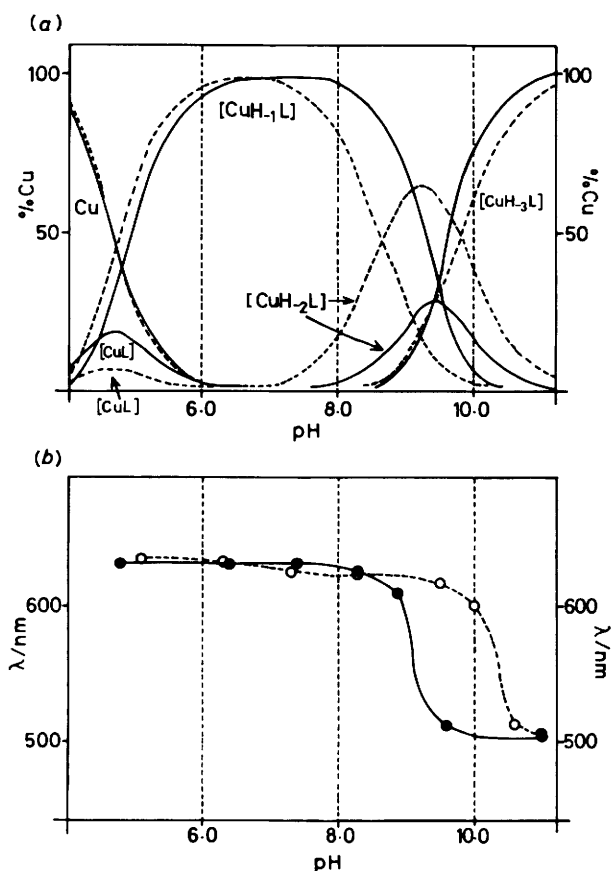 (a)
100
100
[CuH₋₁L]
Cu
%Cu
%Cu
[CuH₋₃L]
50
50
[CuH₋₂L]
[CuL]
[CuL]
6.0
8.0
10.0
pH
(b)
600
600
λ/nm
λ/nm
500
500
6.0
8.0
10.0
pH